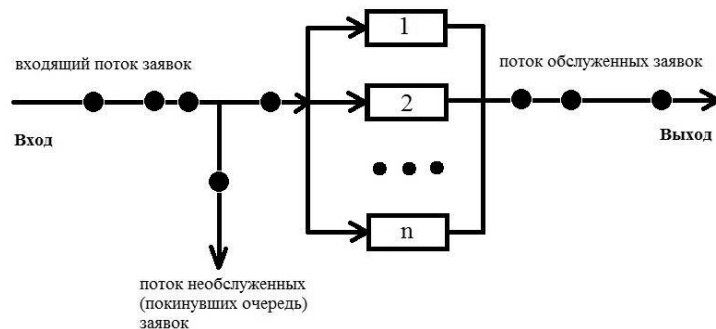 входящий поток заявок
Вход
1
2
n
поток обслуженных заявок
Выход
поток необслуженных
(покинувших очередь)
заявок